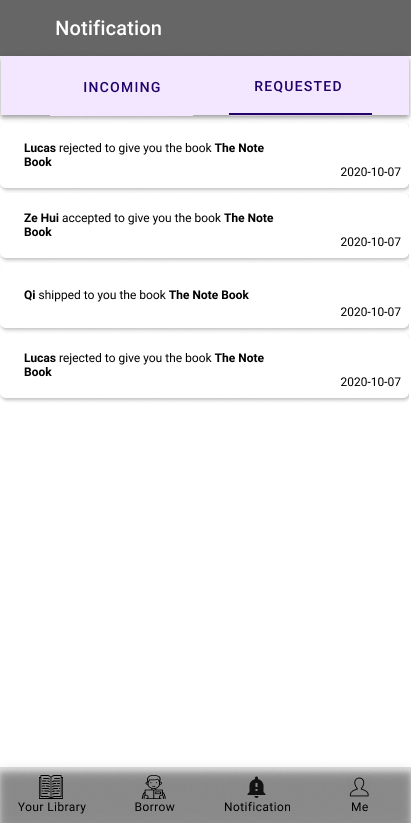 Notification
INCOMING
REQUESTED
Lucas rejected to give you the book The Note
Book
2020-10-07
Ze Hui accepted to give you the book The Note
Book
2020-10-07
Qi shipped to you the book The Note Book
2020-10-07
Lucas rejected to give you the book The Note
Book
2020-10-07
Your Library
Borrow
Notification
Me